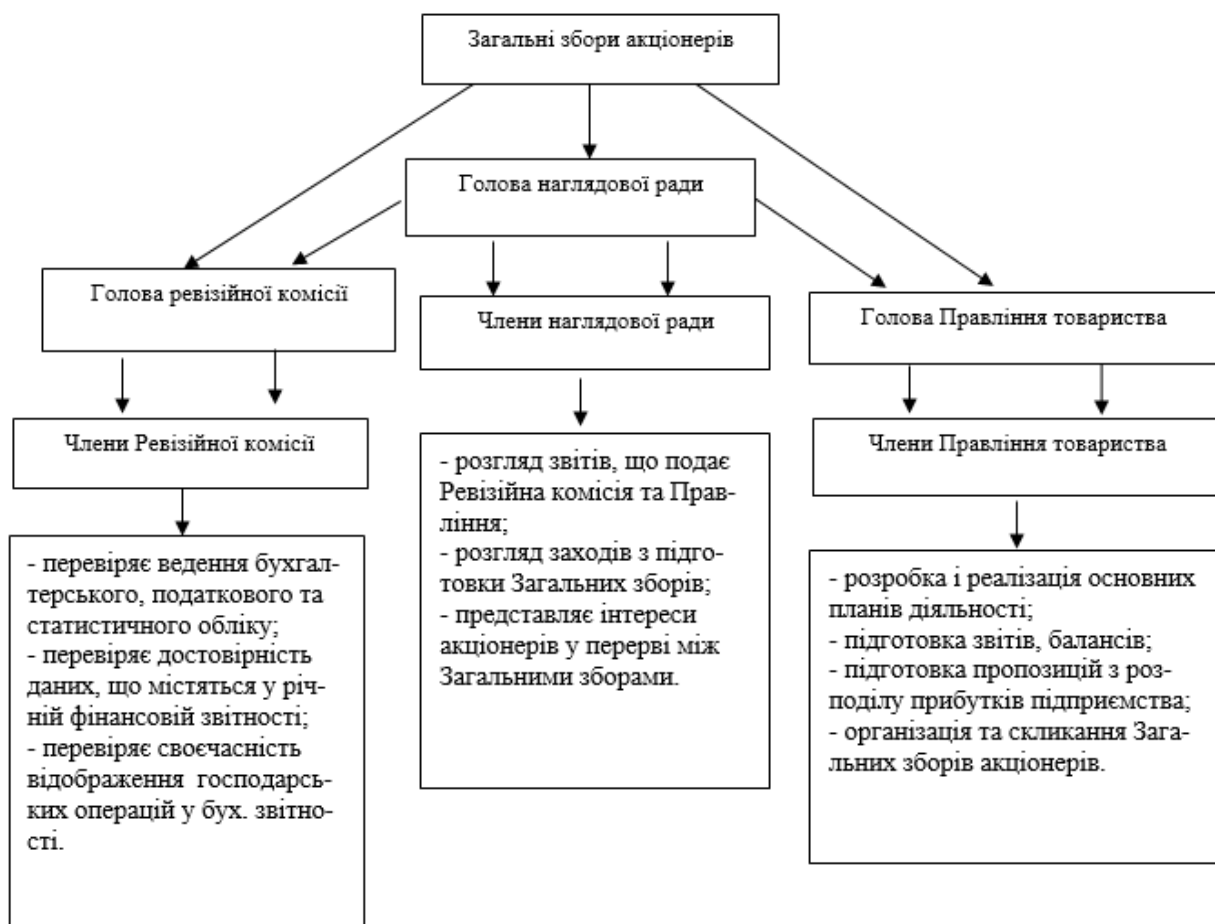 Загальні збори акціонерів
Голова наглядової ради
Голова ревізійної комісії
Члени наглядової ради
Голова Правління товариства
Члени Ревізійної комісії
Члени Правління товариства
- розгляд звітів, що подає
Ревізійна комісія та Прав-
ління;
- розгляд заходів з підго-
товки Загальних зборів;
- представляє інтереси
акціонерів у перерві між
Загальними зборами.
- перевіряє ведення бухгал-
терського, податкового та
статистичного обліку;
- перевіряє достовірність
даних, що містяться у річ-
ній фінансовій звітності;
- перевіряє своєчасність
відображення господарсь-
ких операцій у бух. звітно-
сті.
- розробка і реалізація основних
планів діяльності;
- підготовка звітів, балансів;
- підготовка пропозицій з роз-
поділу прибутків підприємства;
- організація та скликання Зага-
льних зборів акціонерів.